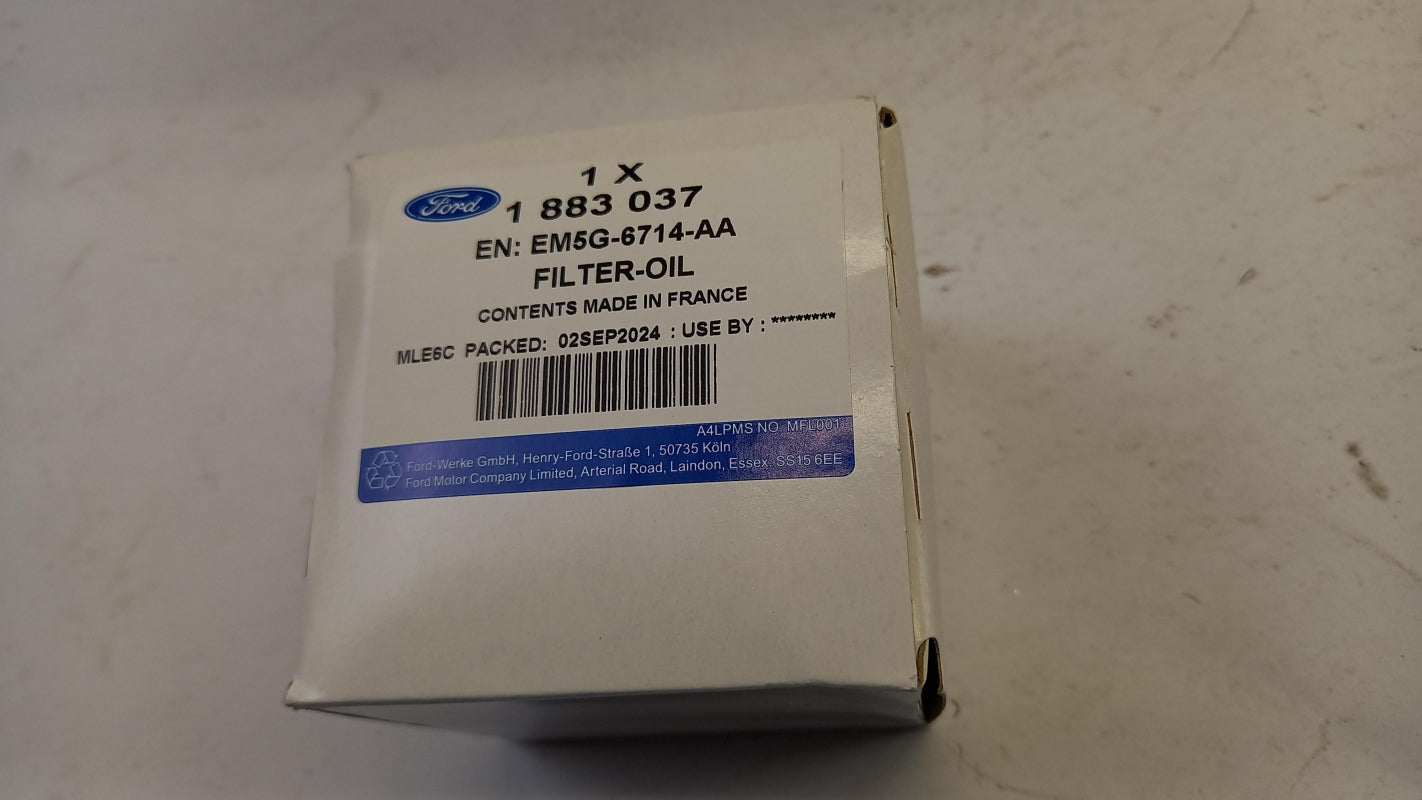 1 X
Ford
1 883 037
EN: EM5G-6714-AA
FILTER-OIL
CONTENTS MADE IN FRANCE
MLE6C PACKED: 02SEP2024 : USE BY : ********
A4LPMS NO. MFL001
Ford-Werke GmbH, Henry-Ford-Straße 1, 50735 Köln
Ford Motor Company Limited, Arterial Road, Laindon, Essex. SS15 6EE